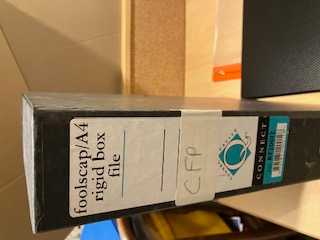 foolscap/A4
rigid box
file
CFP
Q
CONNECT